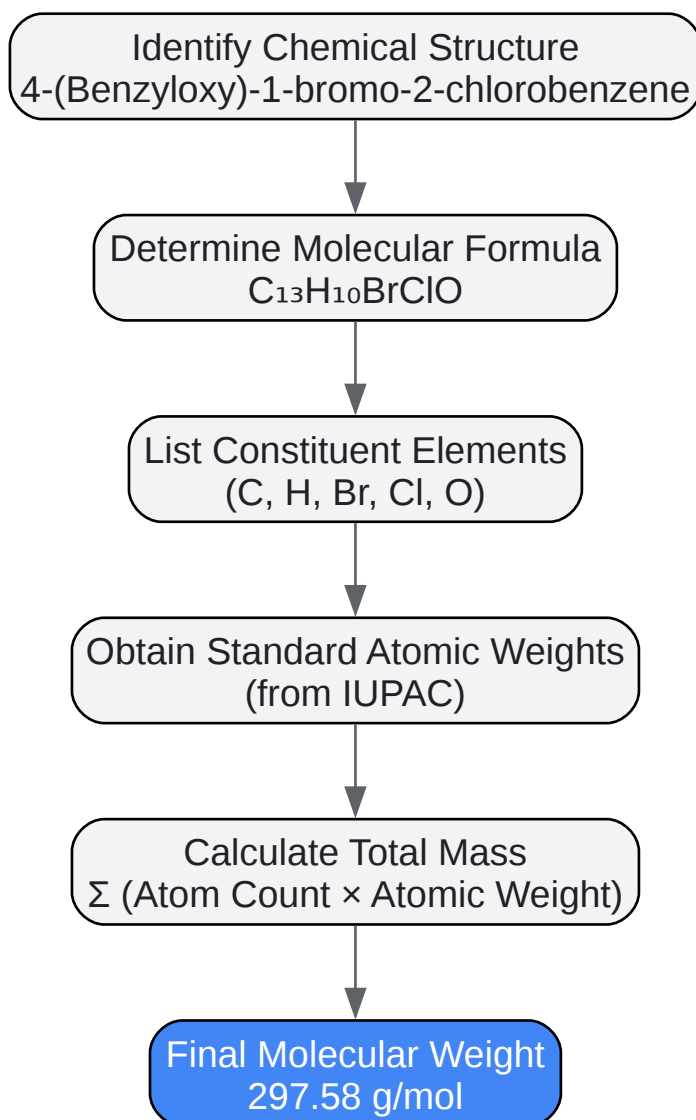 Identify Chemical Structure
4-(Benzyloxy)-1-bromo-2-chlorobenzene
Determine Molecular Formula
C₁₃H₁₀BrClO
List Constituent Elements
(C, H, Br, Cl, O)
Obtain Standard Atomic Weights
(from IUPAC)
Calculate Total Mass
Σ (Atom Count × Atomic Weight)
Final Molecular Weight
297.58 g/mol